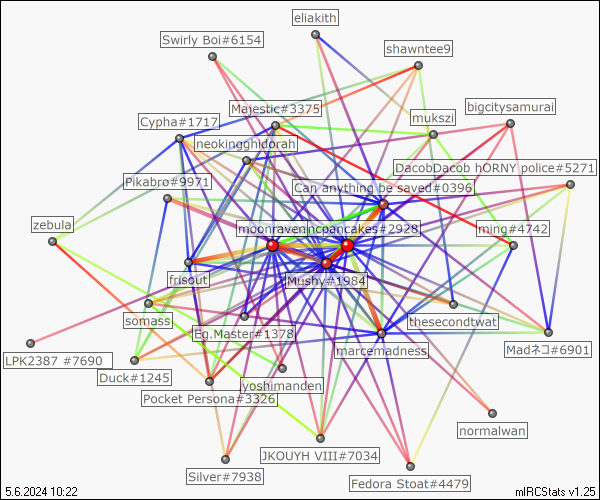 eliakith
Swirly Boi#6154
shawntee9
bigcitysamurai
Majestic#3375
mukszi
Cypha#1717
neokingghidorah
DacobDacob hORNY police#5271
Pikabro#9971
Can anything be saved#0396
zebula
moonravenncpancakes#2928
ming#4742
frisout
Mushy#1984
somass
thesecondtwat
Eg.Master#1378
marcemadness
Madネコ#6901
LPK2387 #7690
Duck#1245
yoshimanden
Pocket Persona#3326
normalwan
JKOUYH VIII#7034
Silver#7938
Fedora Stoat#4479
5.6.2024 10:22
mIRCStats v1.25